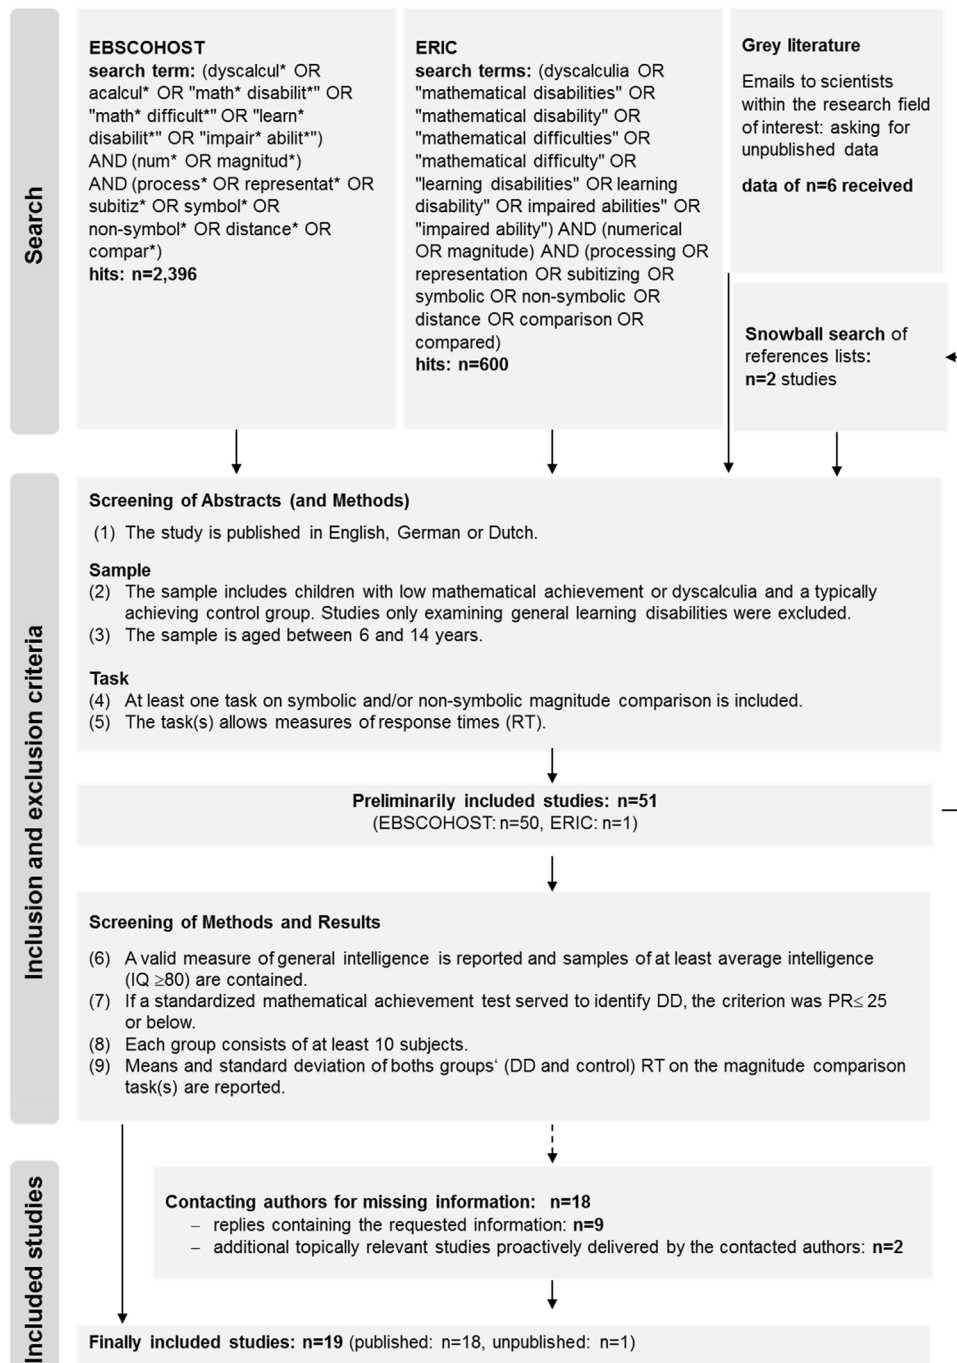 Search
EBSCOHOST
search term: (dyscalcul* OR
acalcul* OR "math* disabilit*" OR
"math* difficult*" OR "learn*
disabilit*" OR "impair* abilit*")
AND (num* OR magnitud*)
AND (process* OR representat* OR
subitiz* OR symbol* OR
non-symbol* OR distance* OR
compar*)
hits: n=2,396
ERIC
search terms: (dyscalculia OR
"mathematical disabilities" OR
"mathematical disability" OR
"mathematical difficulties" OR
"mathematical difficulty" OR
"learning disabilities" OR learning
disability" OR impaired abilities" OR
"impaired ability") AND (numerical
OR magnitude) AND (processing OR
representation OR subitizing OR
symbolic OR non-symbolic OR
distance OR comparison OR
compared)
hits: n=600
Grey literature
Emails to scientists
within the research field
of interest: asking for
unpublished data
data of n=6 received
Snowball search of
references lists:
n=2 studies
Inclusion and exclusion criteria
Screening of Abstracts (and Methods)
(1) The study is published in English, German or Dutch.
Sample
(2) The sample includes children with low mathematical achievement or dyscalculia and a typically
achieving control group. Studies only examining general learning disabilities were excluded.
(3) The sample is aged between 6 and 14 years.
Task
(4) At least one task on symbolic and/or non-symbolic magnitude comparison is included.
(5) The task(s) allows measures of response times (RT).
Preliminarily included studies: n=51
(EBSCOHOST: n=50, ERIC: n=1)
Screening of Methods and Results
(6) A valid measure of general intelligence is reported and samples of at least average intelligence
(IQ ≥80) are contained.
(7) If a standardized mathematical achievement test served to identify DD, the criterion was PR≤ 25
or below.
(8) Each group consists of at least 10 subjects.
(9) Means and standard deviation of boths groups‘ (DD and control) RT on the magnitude comparison
task(s) are reported.
Included studies
Contacting authors for missing information: n=18
– replies containing the requested information: n=9
– additional topically relevant studies proactively delivered by the contacted authors: n=2
Finally included studies: n=19 (published: n=18, unpublished: n=1)